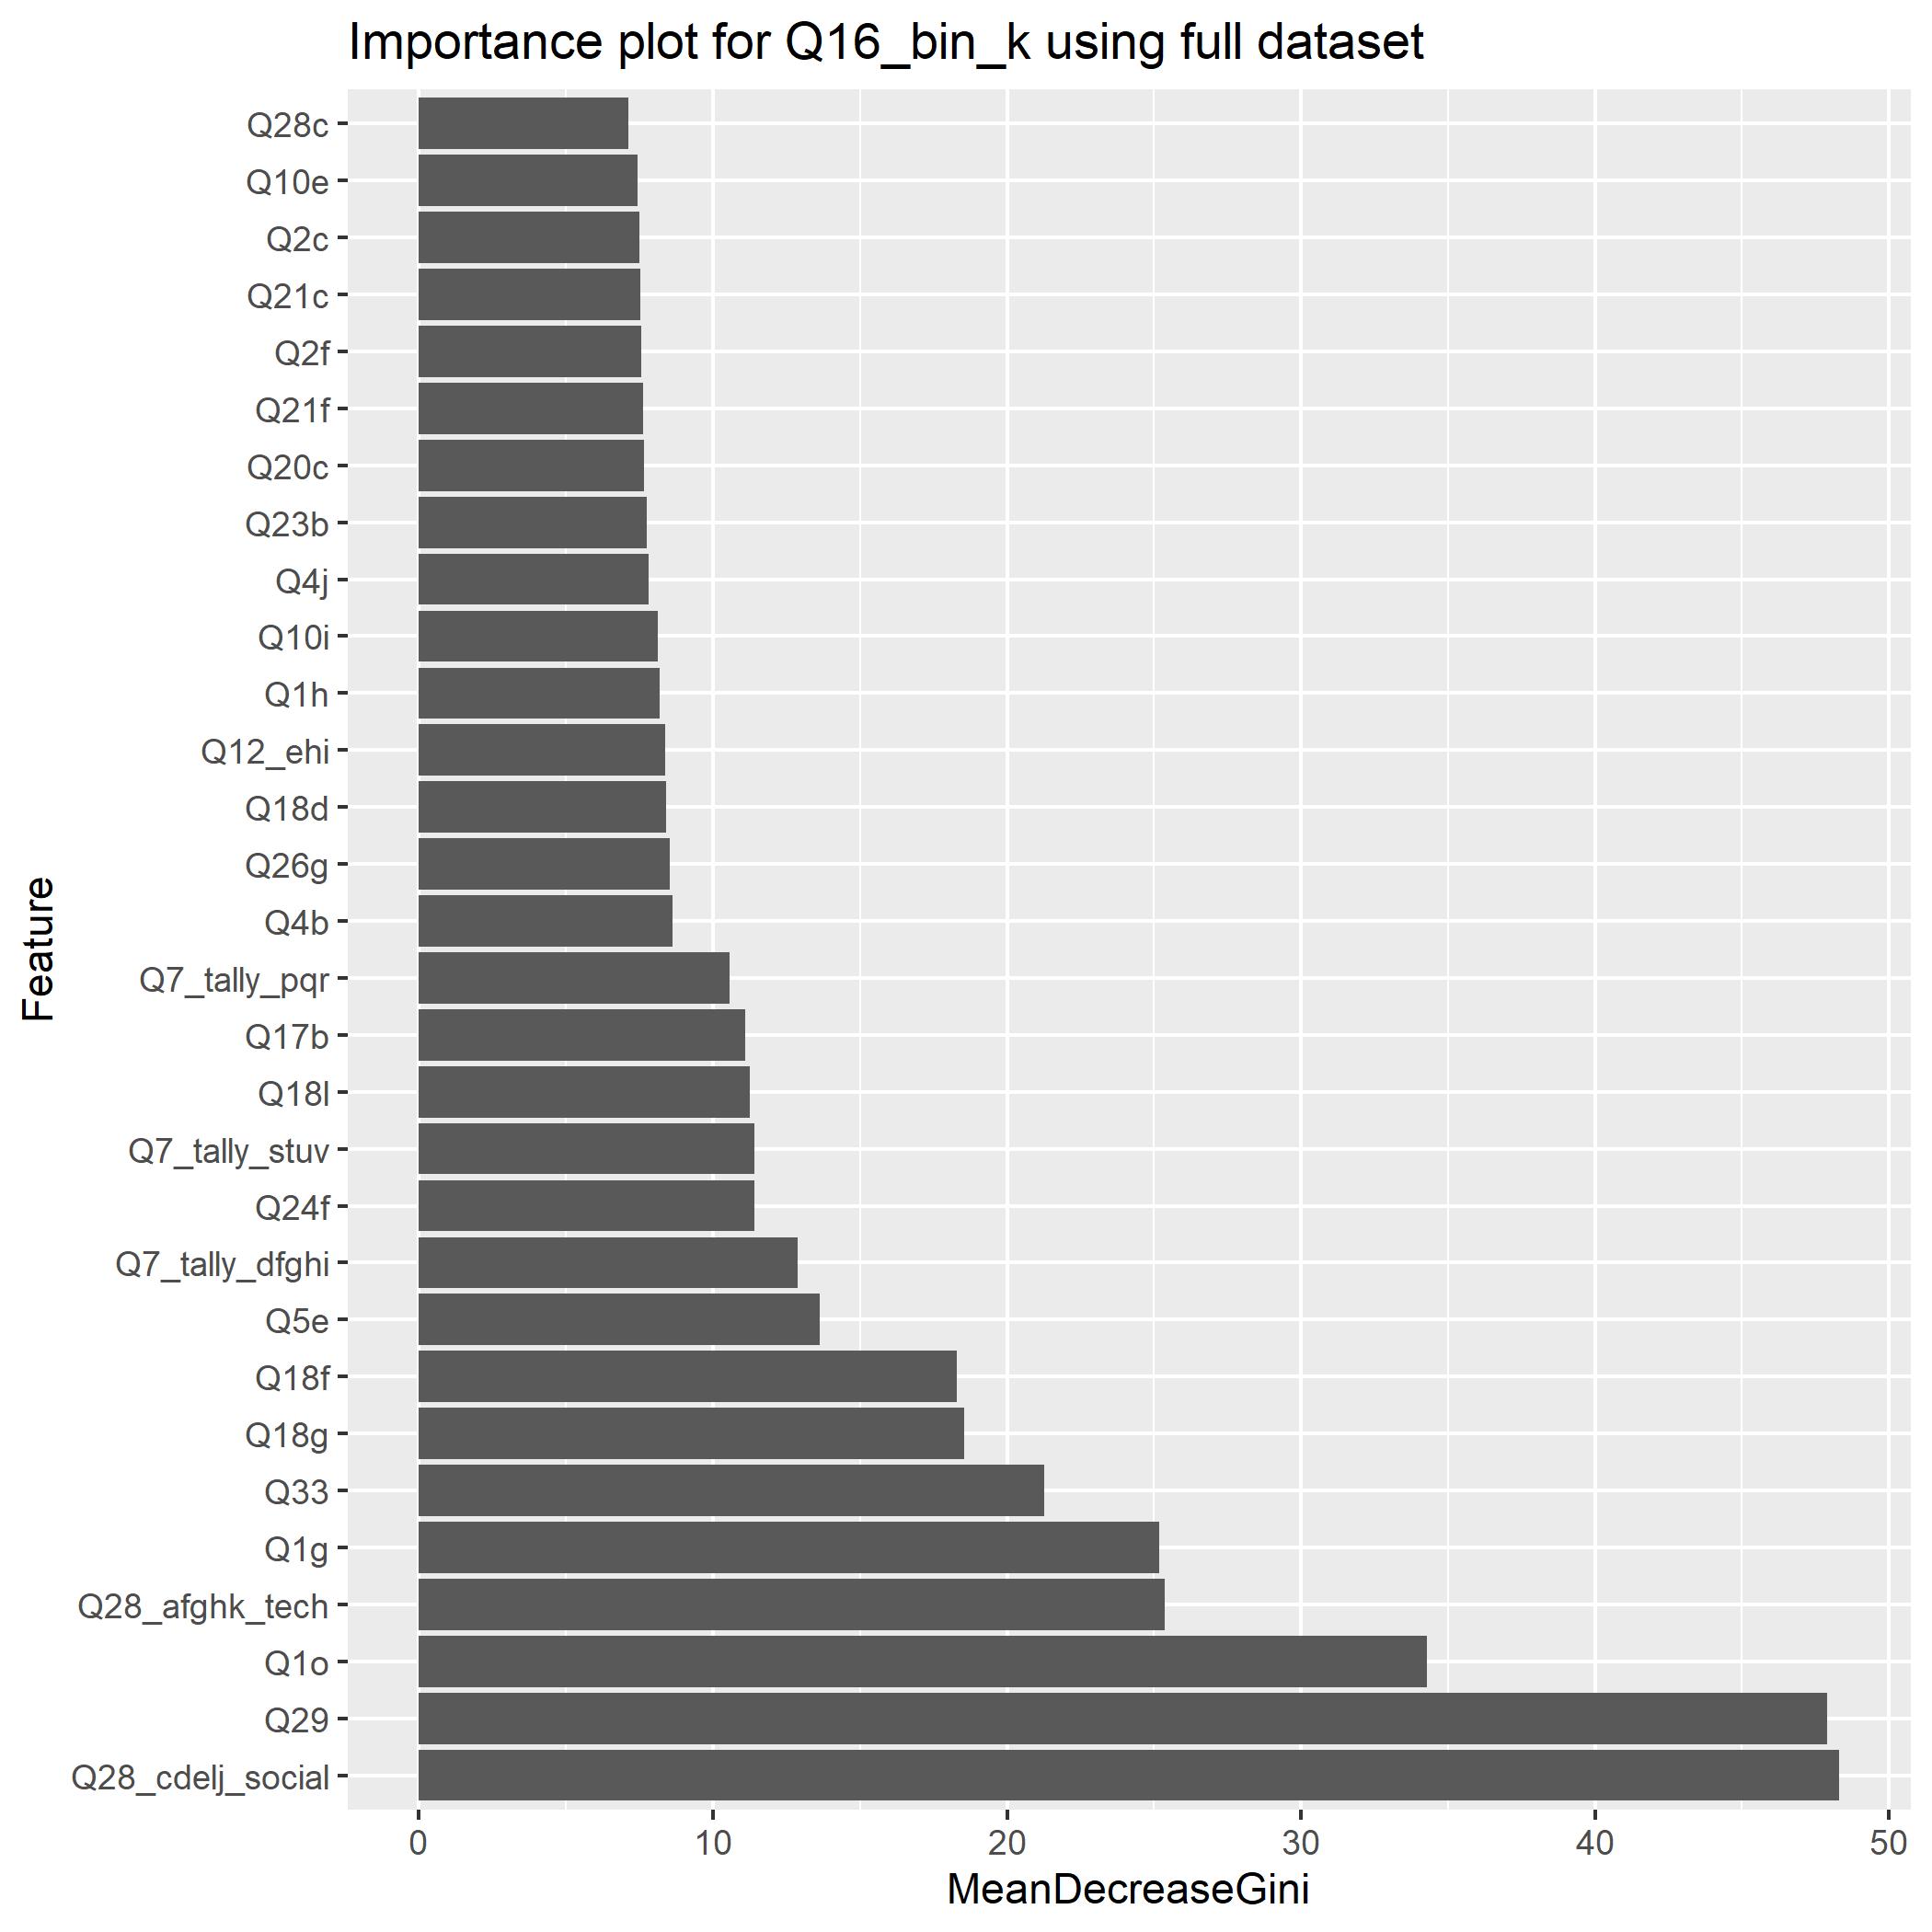 Importance plot for Q16_bin_k using full dataset
Feature
Q28c
Q10e
Q2c
Q21c
Q2f
Q21f
Q20c
Q23b
Q4j
Q10i
Q1h
Q12_ehi
Q18d
Q26g
Q4b
Q7_tally_pqr
Q17b
Q18l
Q7_tally_stuv
Q24f
Q7_tally_dfghi
Q5e
Q18f
Q18g
Q33
Q1g
Q28_afghk_tech
Q1o
Q29
Q28_cdelj_social
0 10 20 30 40 50
MeanDecreaseGini